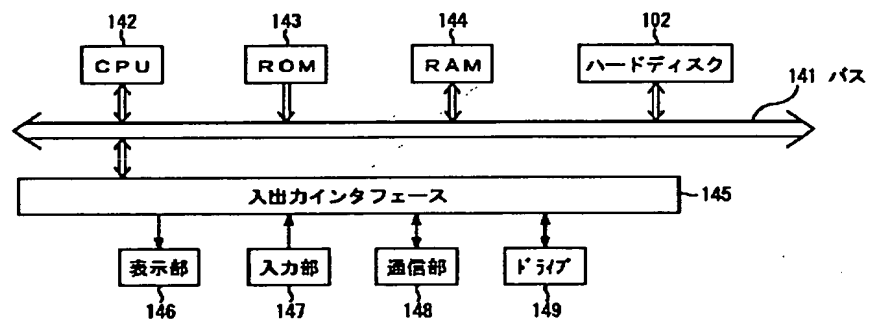 142 143 144 102
CPU ROM RAM ハードディスク
141 バス
入出力インタフェース 145
表示部 入力部 通信部 ドライブ
146 147 148 149